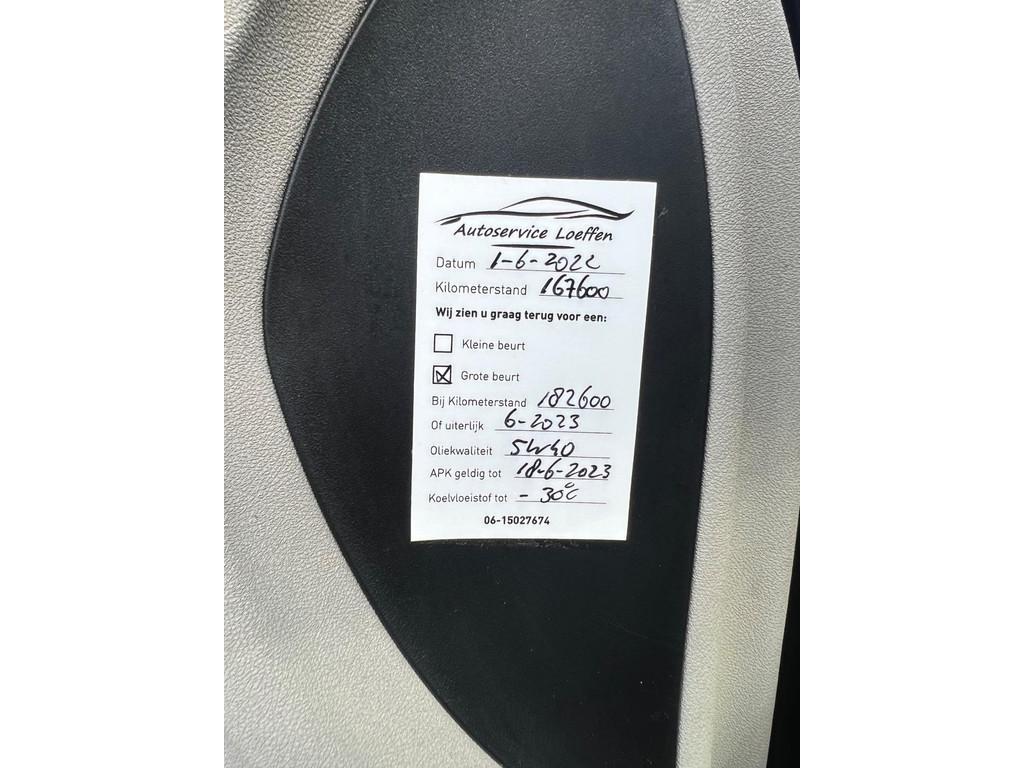 Autoservice Loeffen
Datum 1-6-2022
Kilometerstand 167600
Wij zien u graag terug voor een:
Kleine beurt
Grote beurt
Bij Kilometerstand 182600
Of uiterlijk 6-2023
Oliekwaliteit 5W40
APK geldig tot 18-6-2023
Koelvloeistof tot -30°C
06-15027674